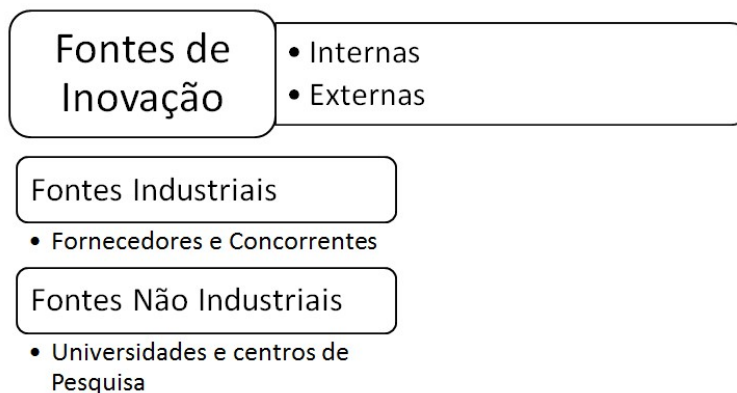 Fontes de
Inovação
• Internas
• Externas
Fontes Industriais
• Fornecedores e Concorrentes
Fontes Não Industriais
• Universidades e centros de
Pesquisa